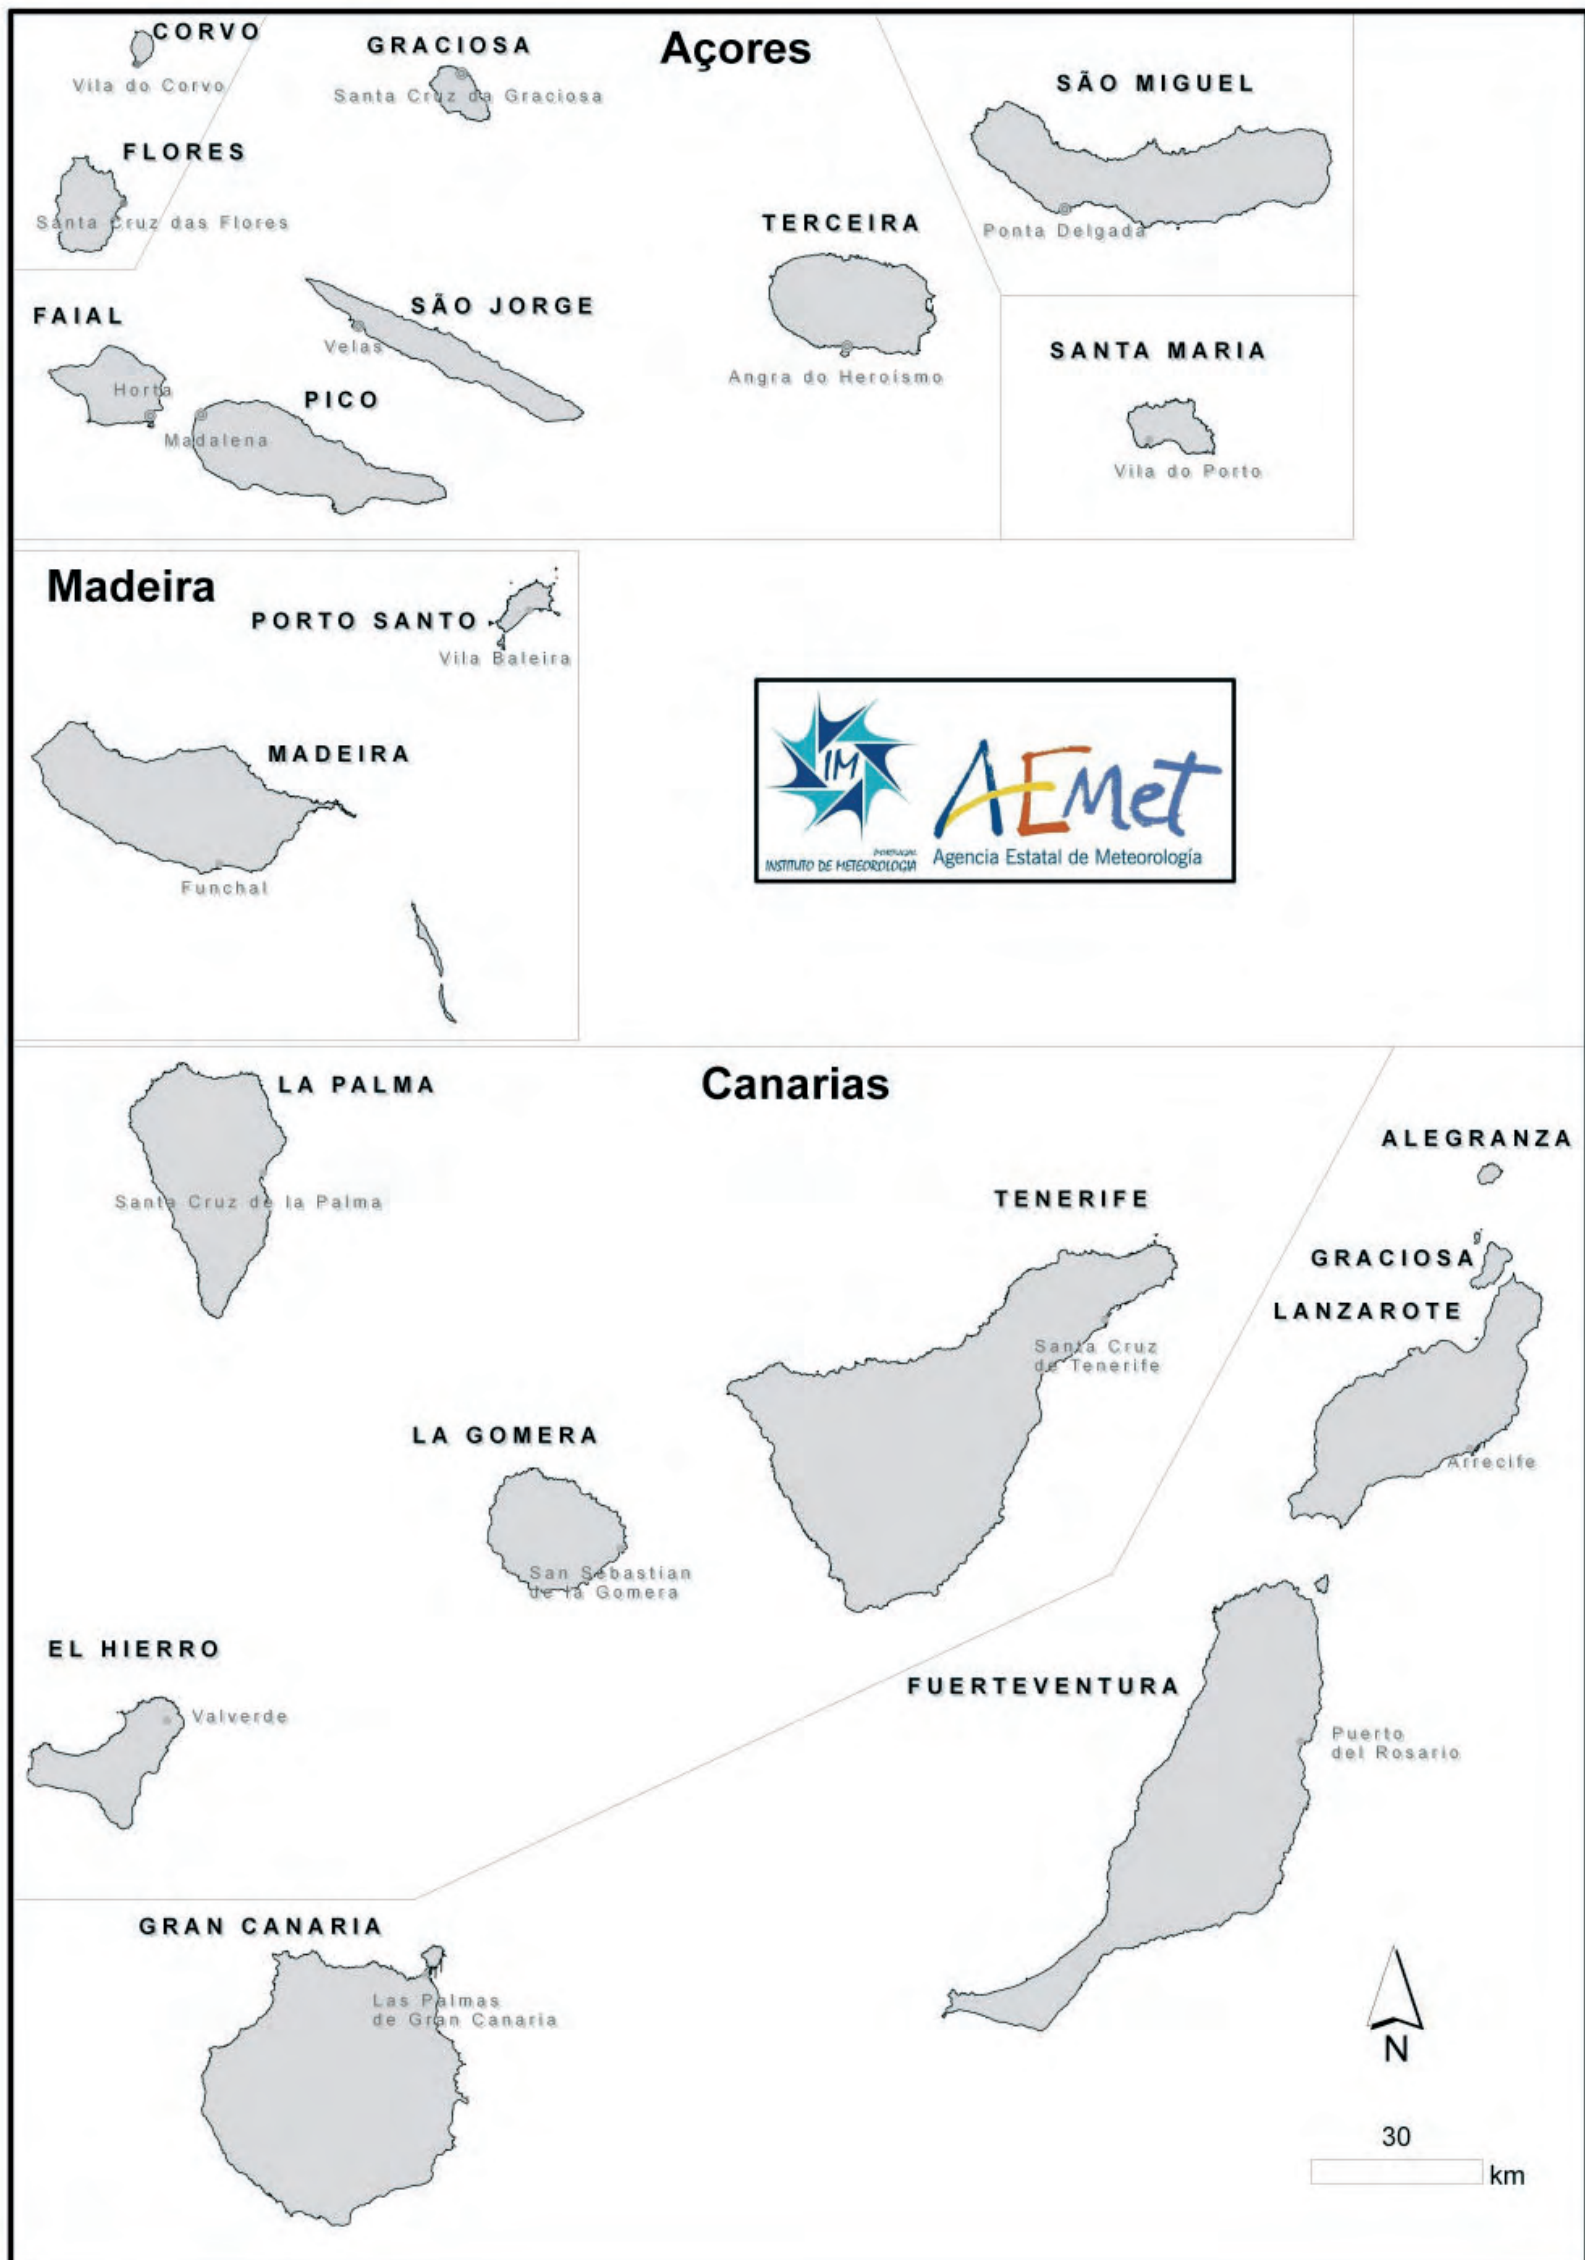 CORVO
Vila do Corvo
GRACIOSA
Santa Cruz da Graciosa
Açores
SÃO MIGUEL
Ponta Delgada
FLORES
Santa Cruz das Flores
TERCEIRA
Angra do Heroísmo
FAIAL
Horta
SÃO JORGE
Velas
PICO
Madalena
SANTA MARIA
Vila do Porto
Madeira
PORTO SANTO
Vila Baleira
MADEIRA
Funchal
IM
PORTUGAL
INSTITUTO DE METEOROLOGIA
AEMet
Agencia Estatal de Meteorología
Canarias
LA PALMA
Santa Cruz de la Palma
ALEGRANZA
TENERIFE
Santa Cruz
de Tenerife
GRACIOSA
LANZAROTE
Arrecife
LA GOMERA
San Sebastian
de la Gomera
EL HIERRO
Valverde
FUERTEVENTURA
Puerto
del Rosario
GRAN CANARIA
Las Palmas
de Gran Canaria
N
30
km